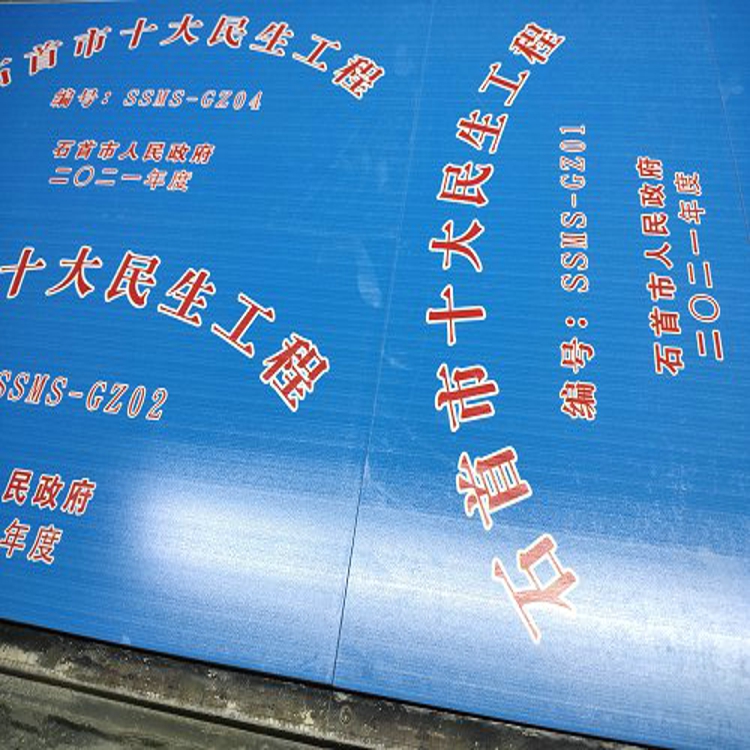 石首市十大民生工程
编号：SSMS-GZ04
石首市人民政府
二〇二一年度
十大民生工程
SSMS-GZ02
民政府
年度
石首市十大民生工程
编号：SSMS-GZ01
石首市人民政府
二〇二一年度